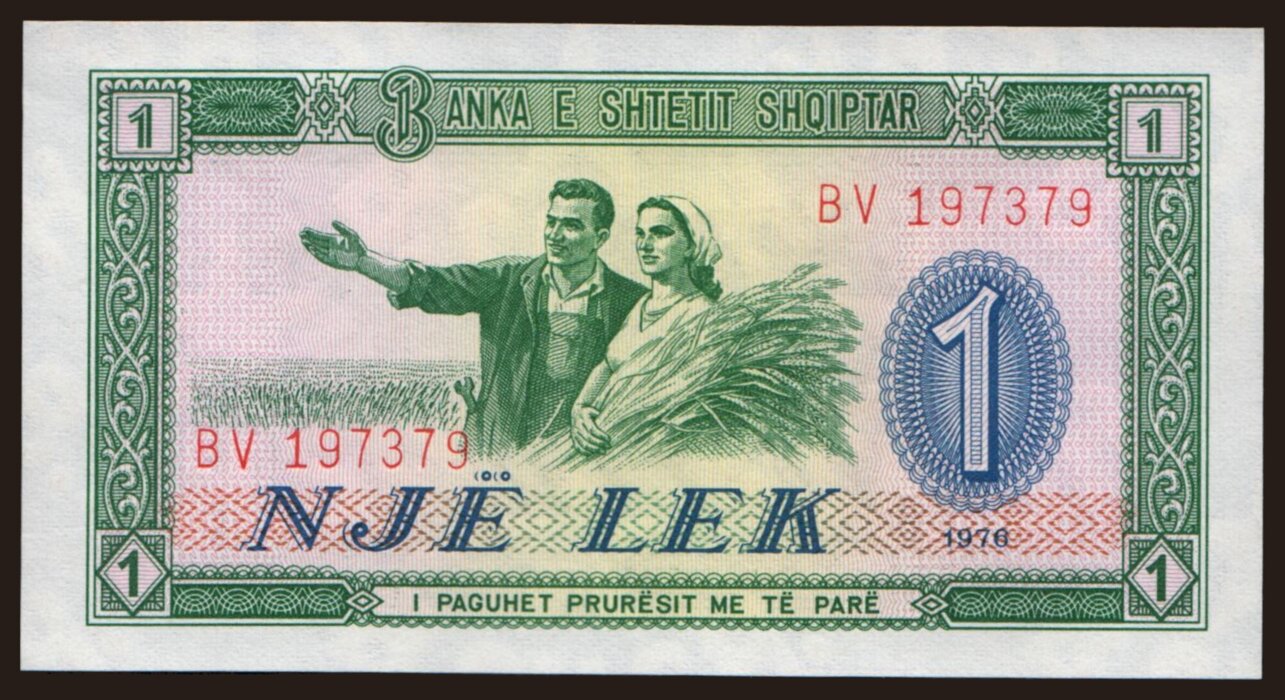 1 BANKA E SHTETIT SHQIPTAR 1
BV 197379
1
BV 197379
NJË LEK
1976
1 I PAGUHET PRURËSIT ME TË PARË 1